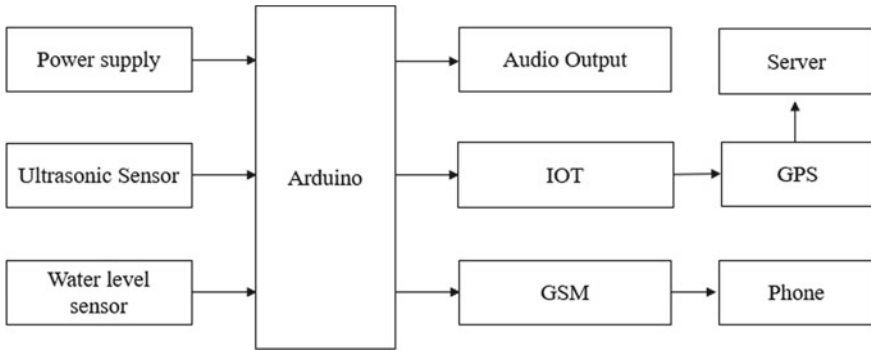 Power supply
Audio Output
Server
Ultrasonic Sensor
Arduino
IOT
GPS
Water level
sensor
GSM
Phone